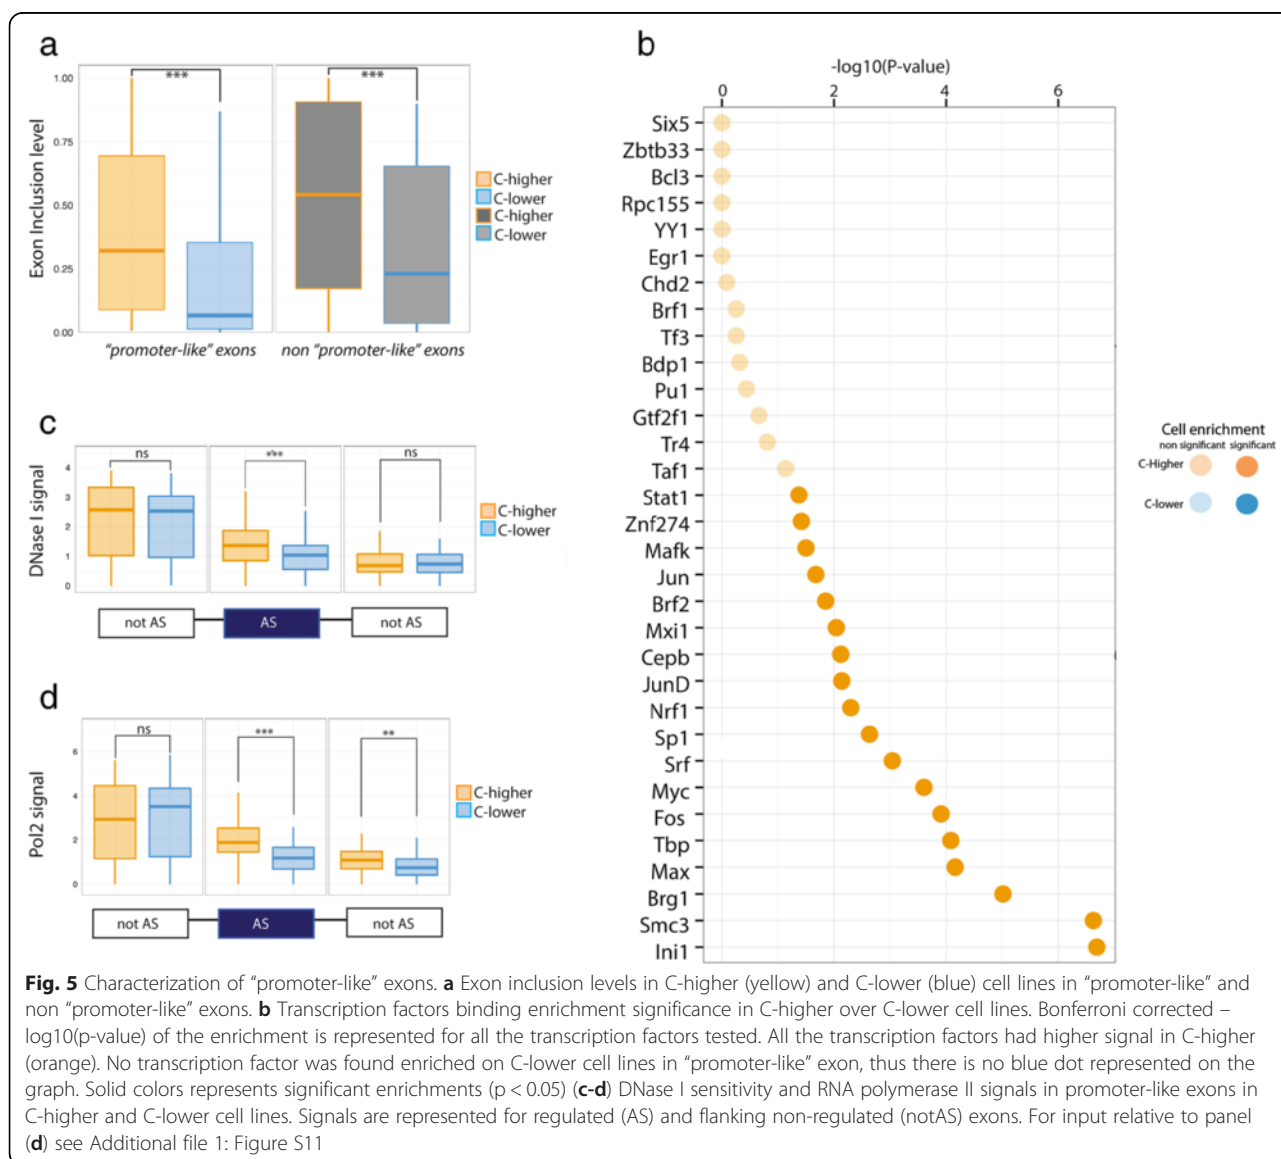 a
***
***
1.00
0.75
0.50
0.25
0.00
Exon Inclusion level
"promoter-like" exons
non "promoter-like" exons
C-higher
C-lower
C-higher
C-lower
b
-log10(P-value)
0
2
4
6
Six5
Zbtb33
Bcl3
Rpc155
YY1
Egr1
Chd2
Brf1
Tf3
Bdp1
Pu1
Gtf2f1
Tr4
Taf1
Stat1
Znf274
Mafk
Jun
Brf2
Mxi1
Cepb
JunD
Nrf1
Sp1
Srf
Myc
Fos
Tbp
Max
Brg1
Smc3
Ini1
Cell enrichment
non significant
significant
C-Higher
C-lower
c
ns
***
ns
4
3
2
1
0
DNase I signal
C-higher
C-lower
not AS
AS
not AS
d
ns
***
**
6
4
2
0
Pol2 signal
C-higher
C-lower
not AS
AS
not AS
Fig. 5 Characterization of “promoter-like” exons. a Exon inclusion levels in C-higher (yellow) and C-lower (blue) cell lines in “promoter-like” and
non “promoter-like” exons. b Transcription factors binding enrichment significance in C-higher over C-lower cell lines. Bonferroni corrected –
log10(p-value) of the enrichment is represented for all the transcription factors tested. All the transcription factors had higher signal in C-higher
(orange). No transcription factor was found enriched on C-lower cell lines in “promoter-like” exon, thus there is no blue dot represented on the
graph. Solid colors represents significant enrichments (p < 0.05) (c-d) DNase I sensitivity and RNA polymerase II signals in promoter-like exons in
C-higher and C-lower cell lines. Signals are represented for regulated (AS) and flanking non-regulated (notAS) exons. For input relative to panel
(d) see Additional file 1: Figure S11